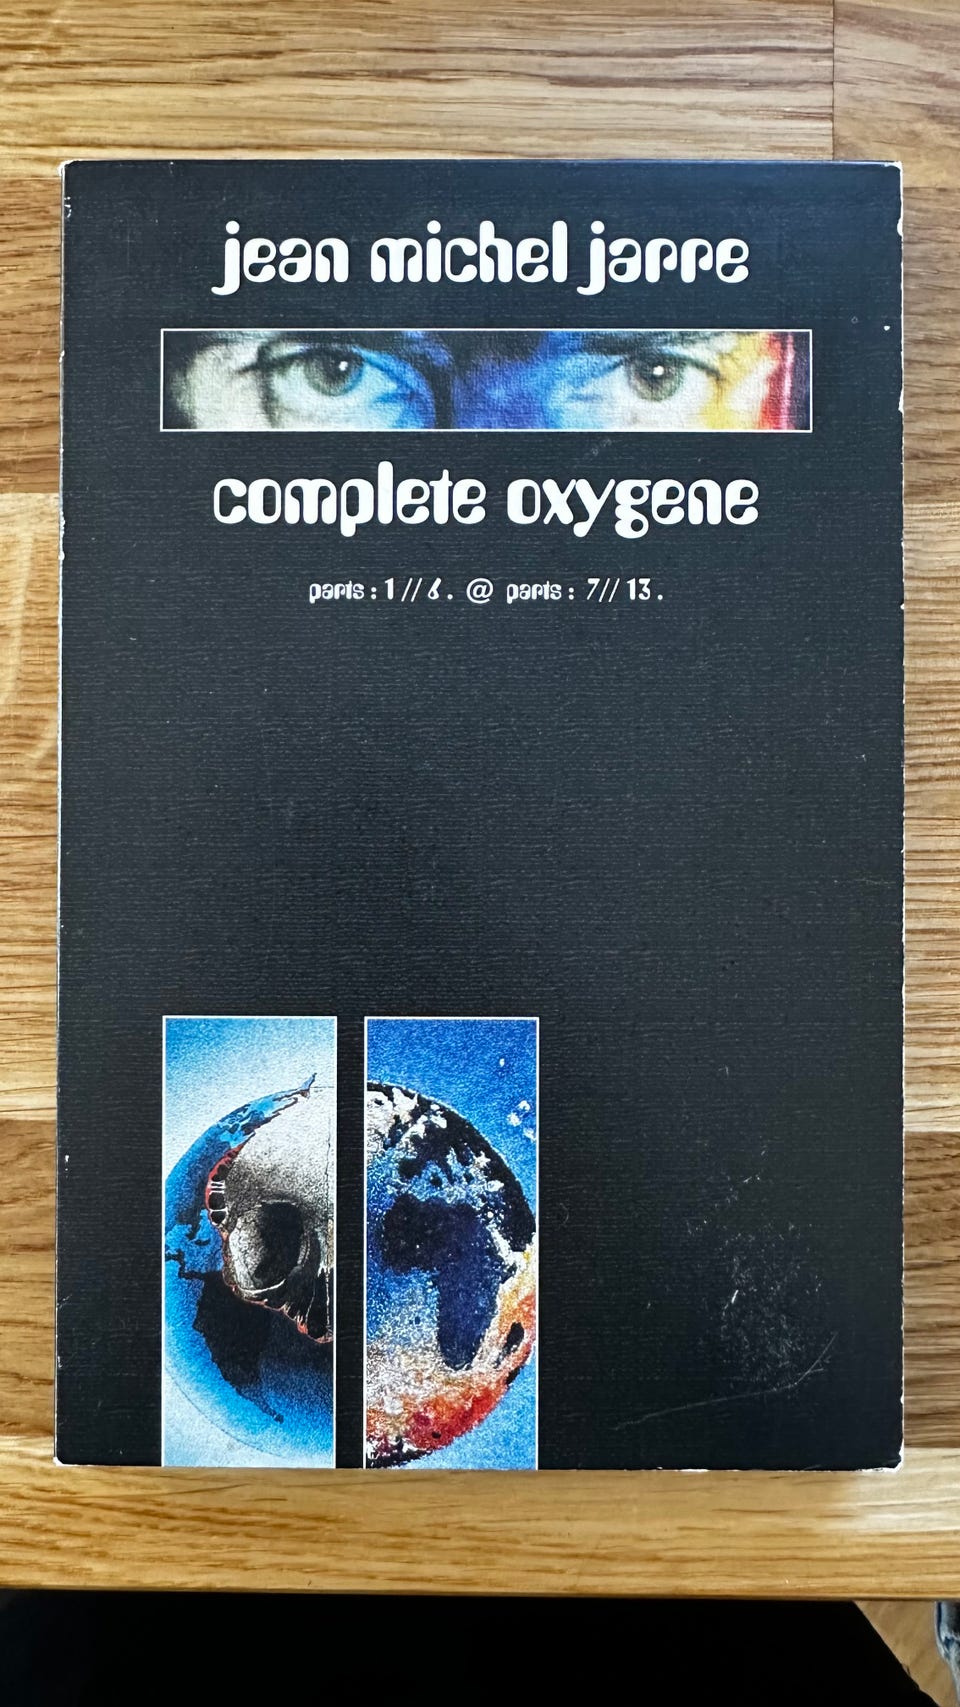 jean michel jarre
complete oxygene
parts : 1 // 6 . @ parts : 7 // 13 .